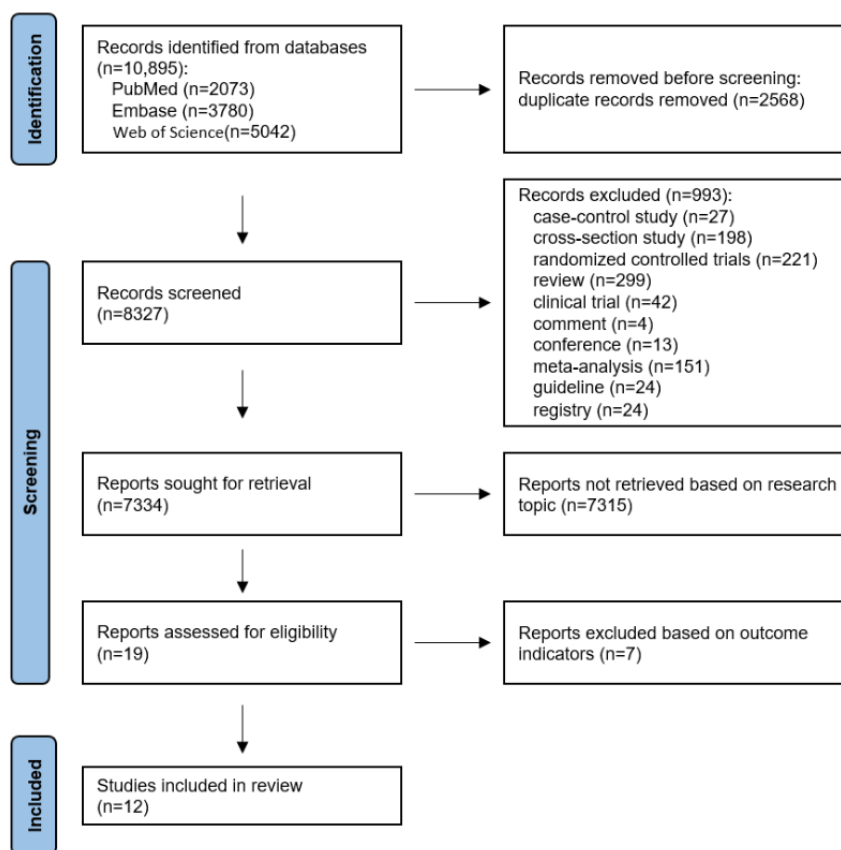 Identification
Records identified from databases
(n=10,895):
PubMed (n=2073)
Embase (n=3780)
Web of Science(n=5042)
Records removed before screening:
duplicate records removed (n=2568)
Screening
Records screened
(n=8327)
Records excluded (n=993):
case-control study (n=27)
cross-section study (n=198)
randomized controlled trials (n=221)
review (n=299)
clinical trial (n=42)
comment (n=4)
conference (n=13)
meta-analysis (n=151)
guideline (n=24)
registry (n=24)
Reports sought for retrieval
(n=7334)
Reports not retrieved based on research
topic (n=7315)
Reports assessed for eligibility
(n=19)
Reports excluded based on outcome
indicators (n=7)
Included
Studies included in review
(n=12)